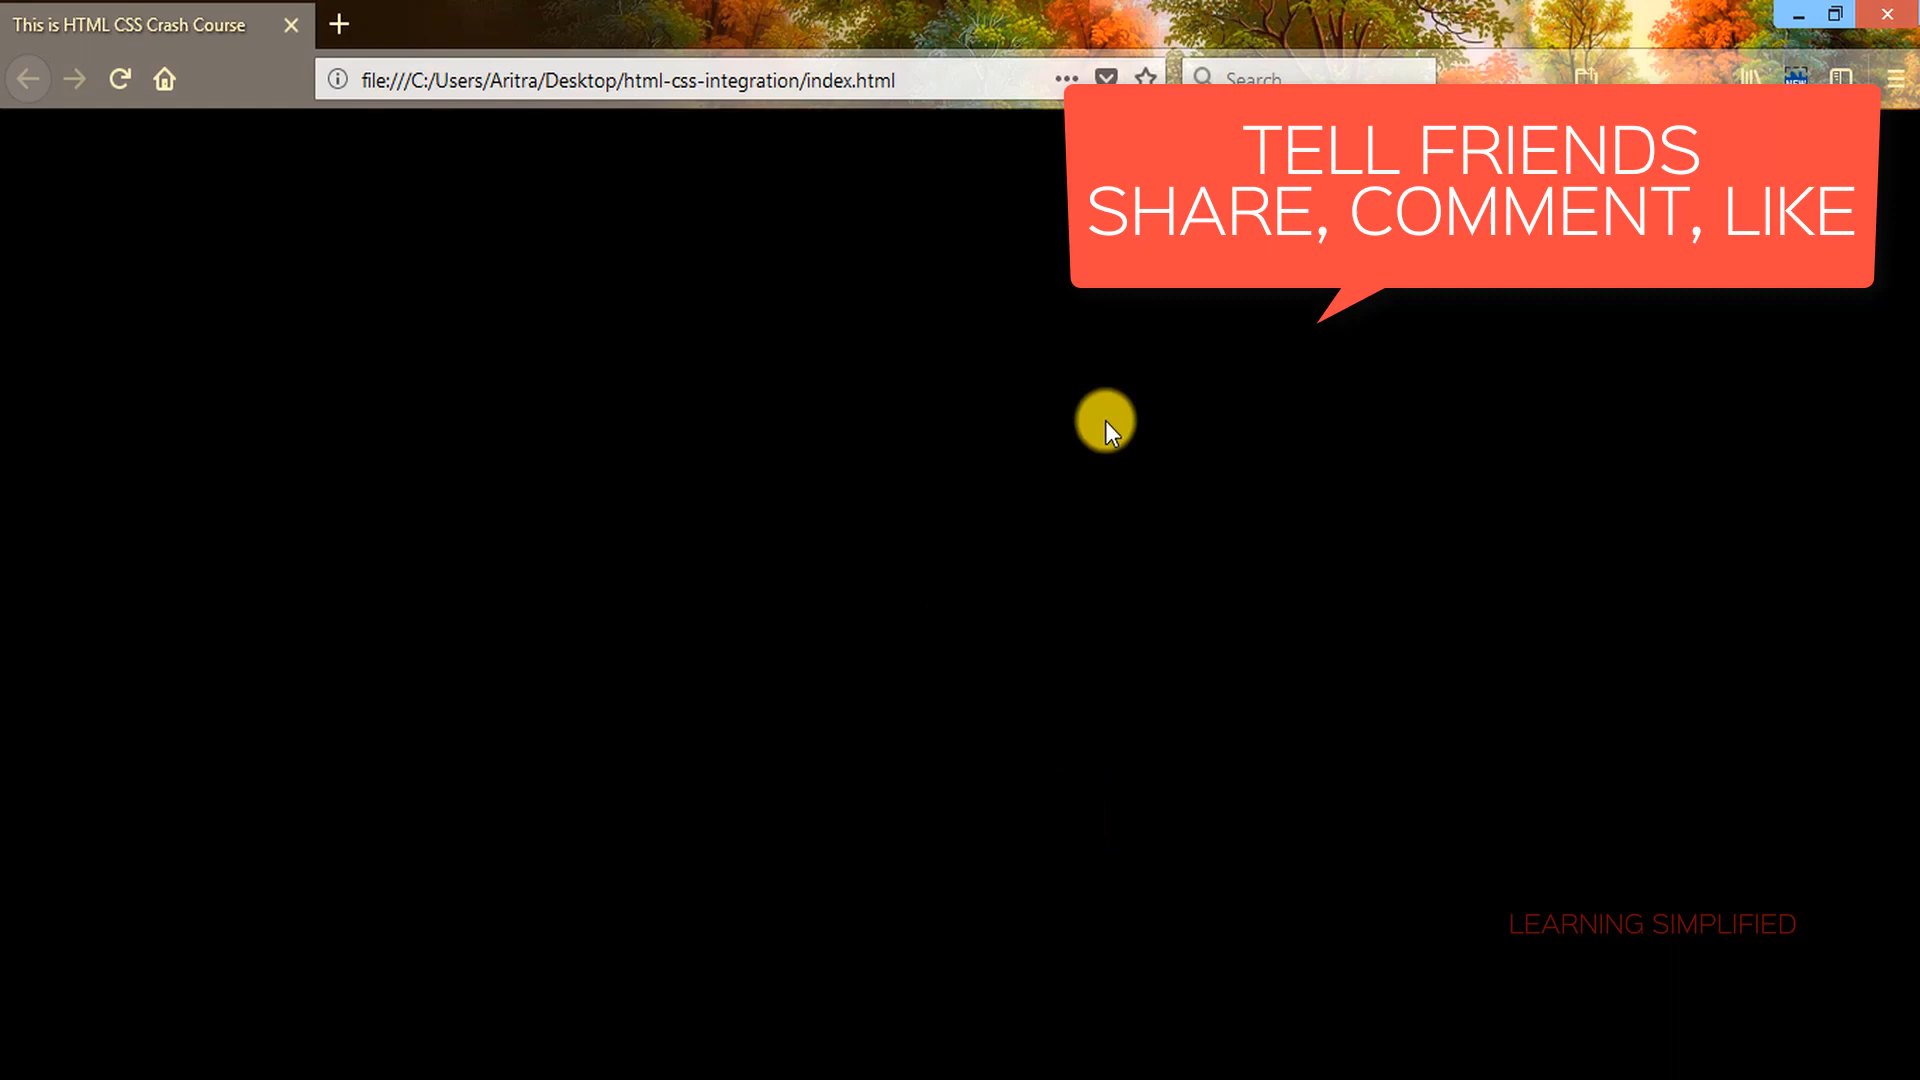 This is HTML CSS Crash Course
file:///C:/Users/Aritra/Desktop/html-css-integration/index.html
Search
NEW
TELL FRIENDS
SHARE, COMMENT, LIKE
LEARNING SIMPLIFIED